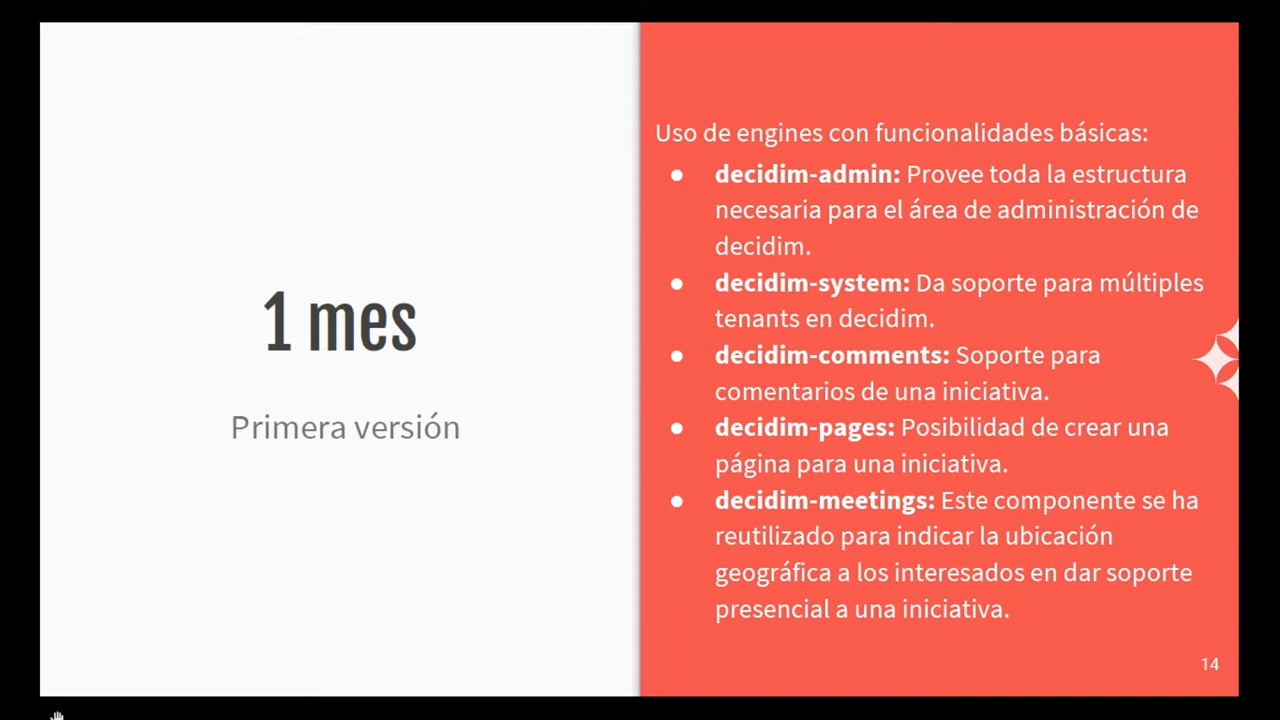 1 mes
Primera versión
Uso de engines con funcionalidades básicas:
● decidim-admin: Provee toda la estructura
necesaria para el área de administración de
decidim.
● decidim-system: Da soporte para múltiples
tenants en decidim.
● decidim-comments: Soporte para
comentarios de una iniciativa.
● decidim-pages: Posibilidad de crear una
página para una iniciativa.
● decidim-meetings: Este componente se ha
reutilizado para indicar la ubicación
geográfica a los interesados en dar soporte
presencial a una iniciativa.
14